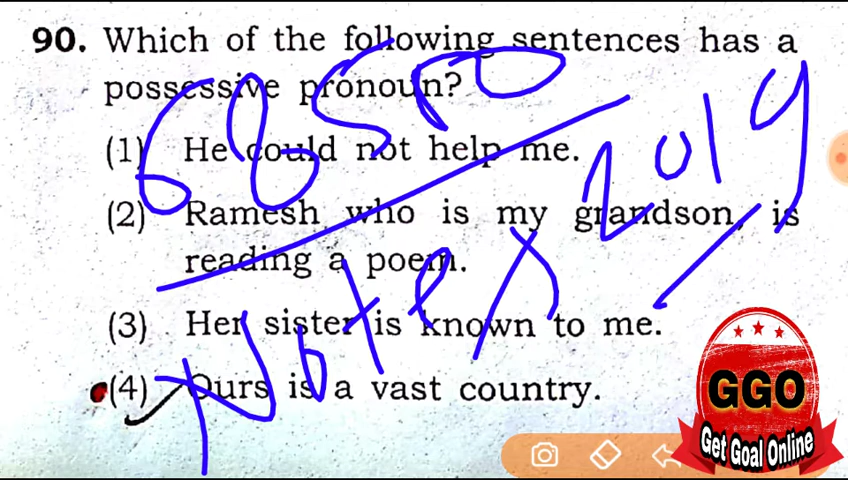 90. Which of the following sentences has a
possessive pronoun?
(1) He could not help me.
(2) Ramesh who is my grandson, is
reading a poem.
(3) Her sister is known to me.
(4) Ours is a vast country.
68500
2019
GGO
Get Goal Online